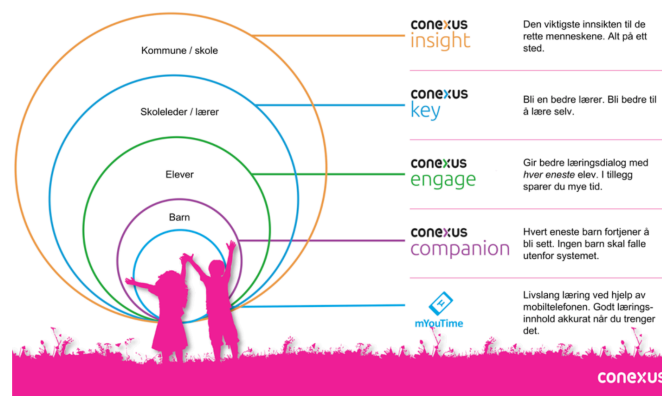 Kommune / skole
conexus
insight
Den viktigste innsikten til de
rette menneskene. Alt på ett
sted.
Skoleleder / lærer
conexus
key
Bli en bedre lærer. Bli bedre til
å lære selv.
Elever
conexus
engage
Gir bedre læringsdialog med
hver eneste elev. I tillegg
sparer du mye tid.
Barn
conexus
companion
Hvert eneste barn fortjener å
bli sett. Ingen barn skal falle
utenfor systemet.
mYouTime
Livslang læring ved hjelp av
mobiltelefonen. Godt lærings-
innhold akkurat når du trenger
det.
conexus